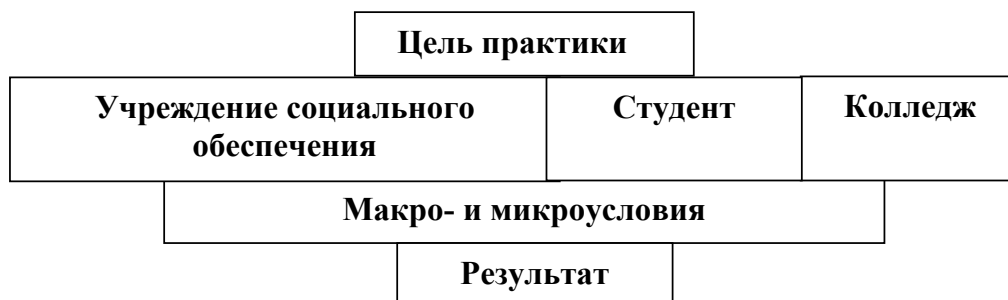 Цель практики
Учреждение социального
обеспечения
Студент
Колледж
Макро- и микроусловия
Результат